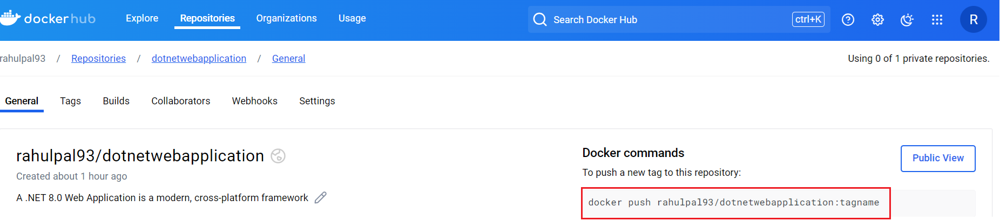 dockerhub Explore Repositories Organizations Usage Search Docker Hub ctrl+K R
rahulpal93 / Repositories / dotnetwebapplication / General Using 0 of 1 private repositories.
General Tags Builds Collaborators Webhooks Settings
rahulpal93/dotnetwebapplication
Created about 1 hour ago
A .NET 8.0 Web Application is a modern, cross-platform framework
Docker commands
Public View
To push a new tag to this repository:
docker push rahulpal93/dotnetwebapplication:tagname